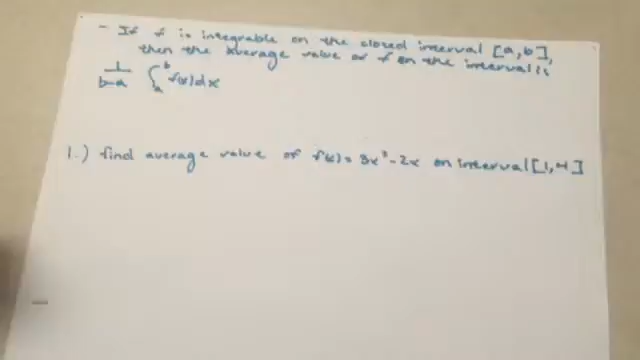 - If f is integrable on the closed interval [a,b],
then the average value of f on the interval is
1/b-a ∫_a^b f(x)dx
1.) find average value of f(x)= 3x² - 2x on interval [1,4]